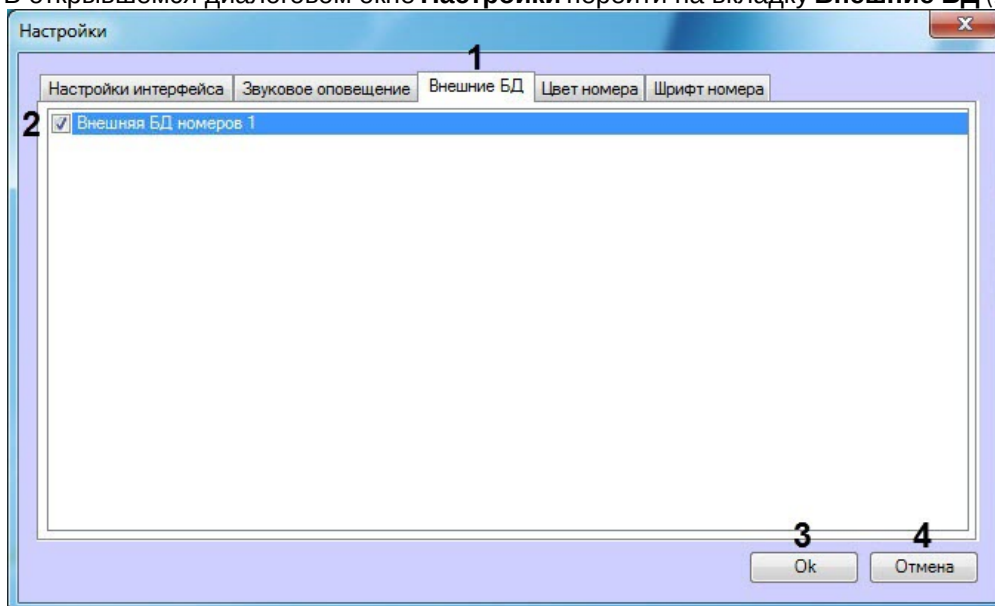 В открывшемся диалоговом окне Настройки перейти на вкладку Внешние БД (
Настройки
1
Настройки интерфейса Звуковое оповещение Внешние БД Цвет номера Шрифт номера
2 Внешняя БД номеров 1
3 4
Ok Отмена